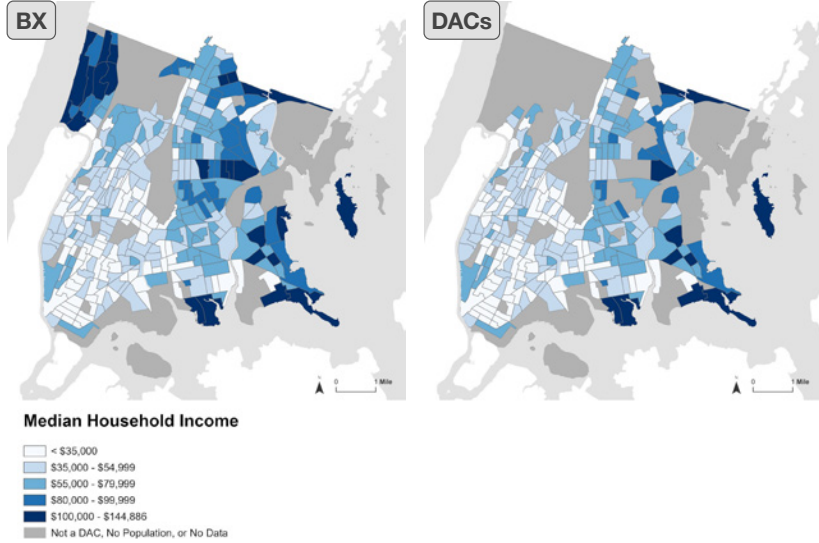 BX
DACs
N
0 1 Mile
N
0 1 Mile
Median Household Income
< $35,000
$35,000 - $54,999
$55,000 - $79,999
$80,000 - $99,999
$100,000 - $144,886
Not a DAC, No Population, or No Data